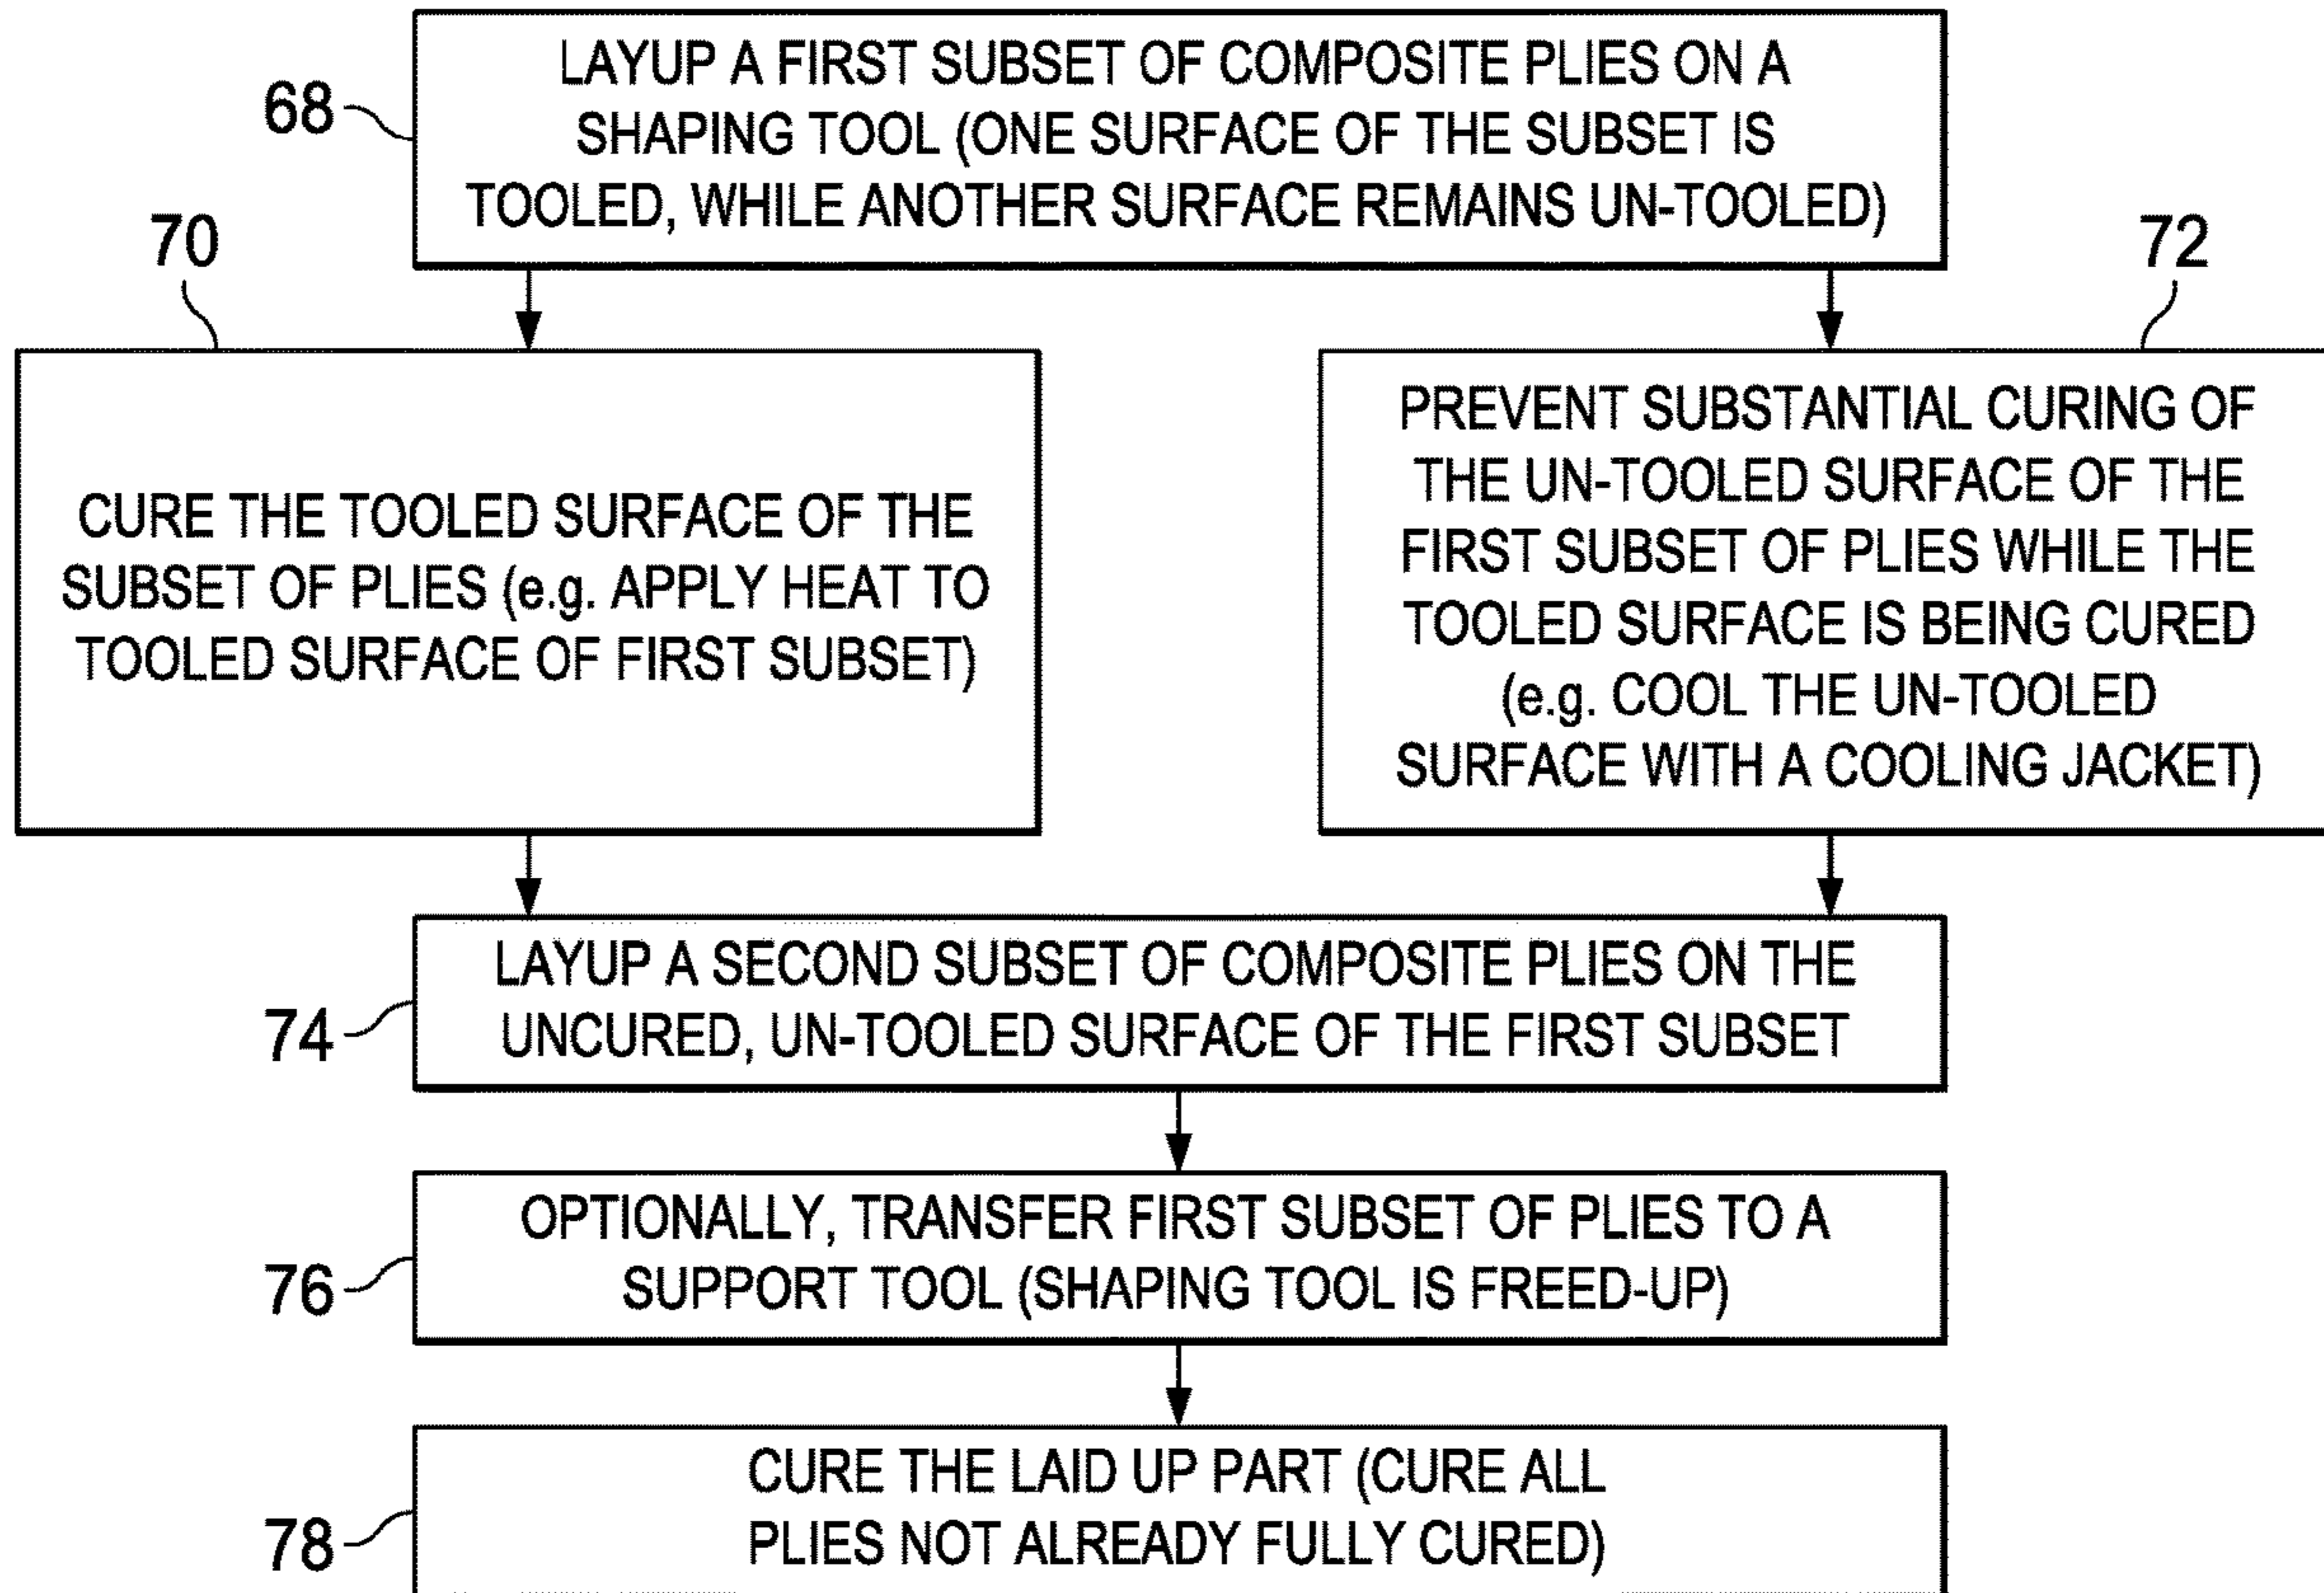 68
LAYUP A FIRST SUBSET OF COMPOSITE PLIES ON A
SHAPING TOOL (ONE SURFACE OF THE SUBSET IS
TOOLED, WHILE ANOTHER SURFACE REMAINS UN-TOOLED)
70
CURE THE TOOLED SURFACE OF THE
SUBSET OF PLIES (e.g. APPLY HEAT TO
TOOLED SURFACE OF FIRST SUBSET)
72
PREVENT SUBSTANTIAL CURING OF
THE UN-TOOLED SURFACE OF THE
FIRST SUBSET OF PLIES WHILE THE
TOOLED SURFACE IS BEING CURED
(e.g. COOL THE UN-TOOLED
SURFACE WITH A COOLING JACKET)
74
LAYUP A SECOND SUBSET OF COMPOSITE PLIES ON THE
UNCURED, UN-TOOLED SURFACE OF THE FIRST SUBSET
76
OPTIONALLY, TRANSFER FIRST SUBSET OF PLIES TO A
SUPPORT TOOL (SHAPING TOOL IS FREED-UP)
78
CURE THE LAID UP PART (CURE ALL
PLIES NOT ALREADY FULLY CURED)